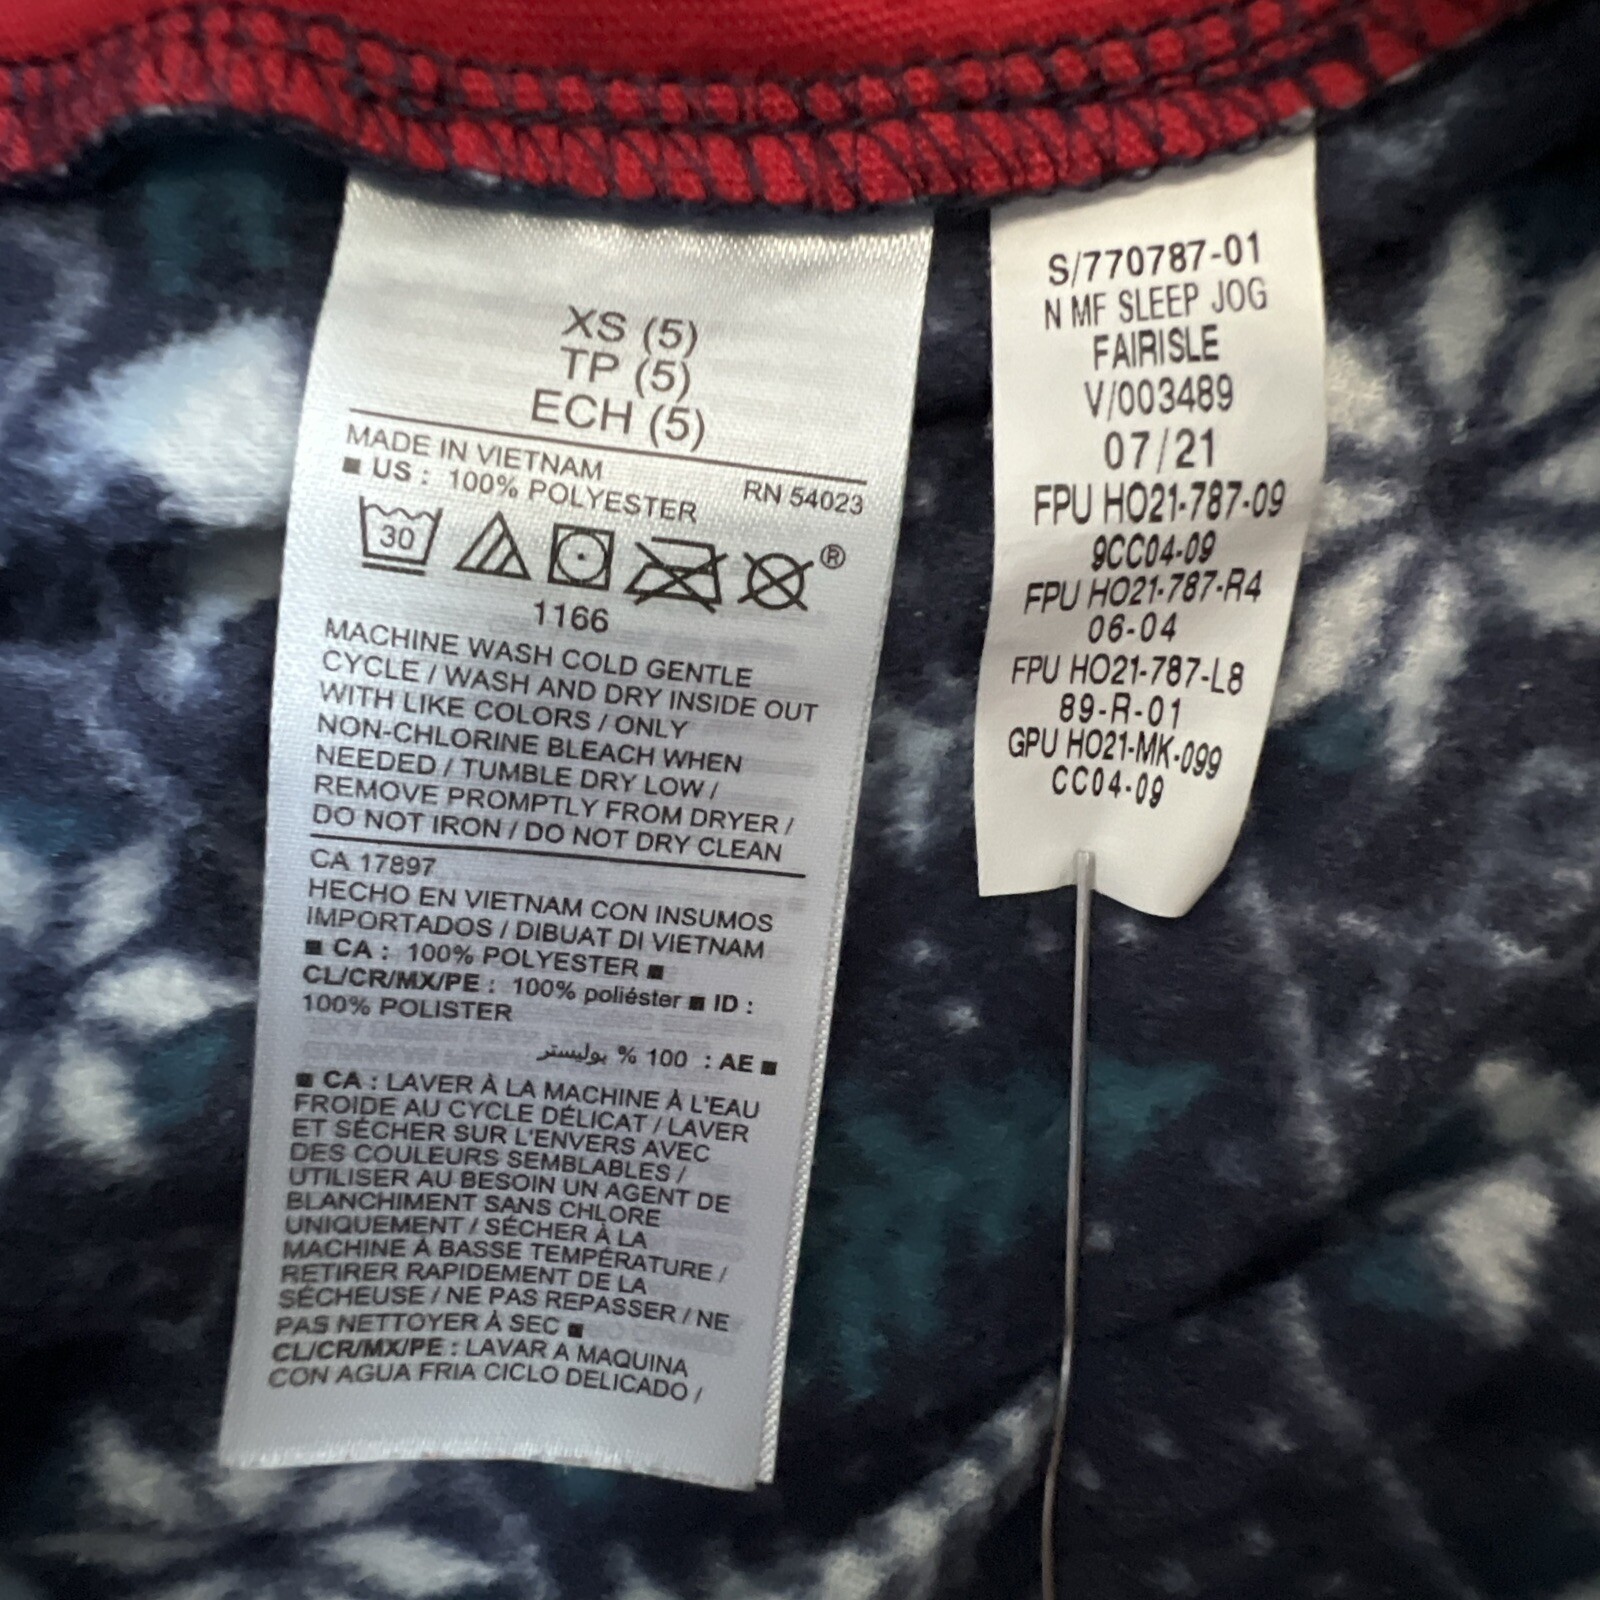 XS (5)
TP (5)
ECH (5)
MADE IN VIETNAM
RN 54023
■ US : 100% POLYESTER
30
®
1166
MACHINE WASH COLD GENTLE
CYCLE / WASH AND DRY INSIDE OUT
WITH LIKE COLORS / ONLY
NON-CHLORINE BLEACH WHEN
NEEDED / TUMBLE DRY LOW /
REMOVE PROMPTLY FROM DRYER /
DO NOT IRON / DO NOT DRY CLEAN
CA 17897
HECHO EN VIETNAM CON INSUMOS
IMPORTADOS / DIBUAT DI VIETNAM
■ CA : 100% POLYESTER ■
CL/CR/MX/PE : 100% poliéster ■ ID :
100% POLISTER
■ AE : 100 % بوليستر
■ CA : LAVER À LA MACHINE À L'EAU
FROIDE AU CYCLE DÉLICAT / LAVER
ET SÉCHER SUR L'ENVERS AVEC
DES COULEURS SEMBLABLES /
UTILISER AU BESOIN UN AGENT DE
BLANCHIMENT SANS CHLORE
UNIQUEMENT / SÉCHER À LA
MACHINE À BASSE TEMPÉRATURE /
RETIRER RAPIDEMENT DE LA
SÉCHEUSE / NE PAS REPASSER / NE
PAS NETTOYER À SEC ■
CL/CR/MX/PE : LAVAR A MAQUINA
CON AGUA FRIA CICLO DELICADO /
S/770787-01
N MF SLEEP JOG
FAIRISLE
V/003489
07/21
FPU HO21-787-09
9CC04-09
FPU HO21-787-R4
06-04
FPU HO21-787-L8
89-R-01
GPU HO21-MK-099
CC04-09